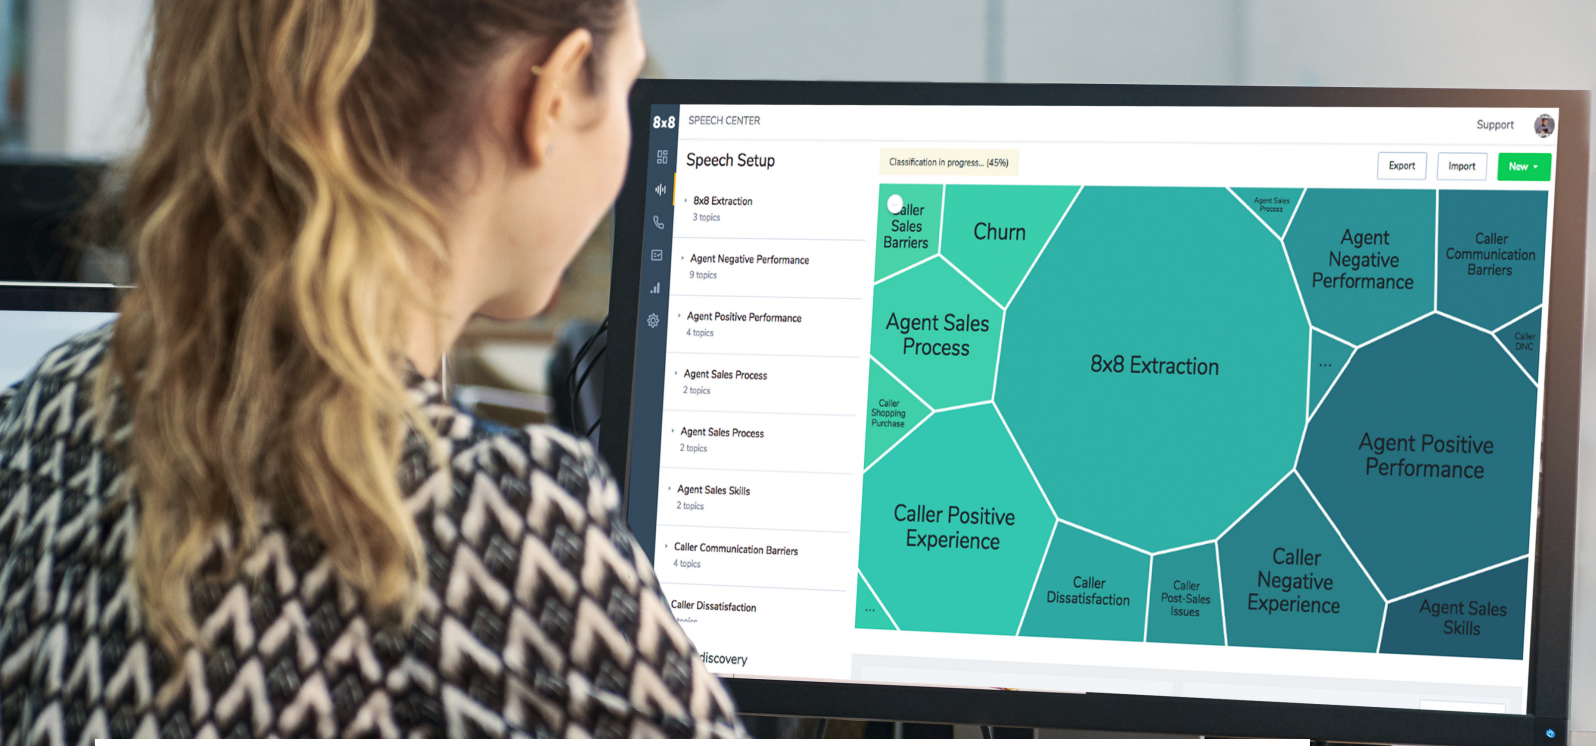 8x8
SPEECH CENTER
Support
Speech Setup
Classification in progress... (45%)
Export
Import
New
8x8 Extraction
3 topics
Agent Negative Performance
9 topics
Agent Positive Performance
4 topics
Agent Sales Process
2 topics
Agent Sales Process
2 topics
Agent Sales Skills
2 topics
Caller Communication Barriers
4 topics
Caller Dissatisfaction
discovery
Caller
Sales
Barriers
Churn
Agent Sales
Process
Agent
Negative
Performance
Caller
Communication
Barriers
Agent Sales
Process
8x8 Extraction
...
Caller
DNC
Caller
Shopping
Purchase
Agent Positive
Performance
Caller Positive
Experience
Caller
Dissatisfaction
Caller
Post-Sales
Issues
Caller
Negative
Experience
Agent Sales
Skills
...